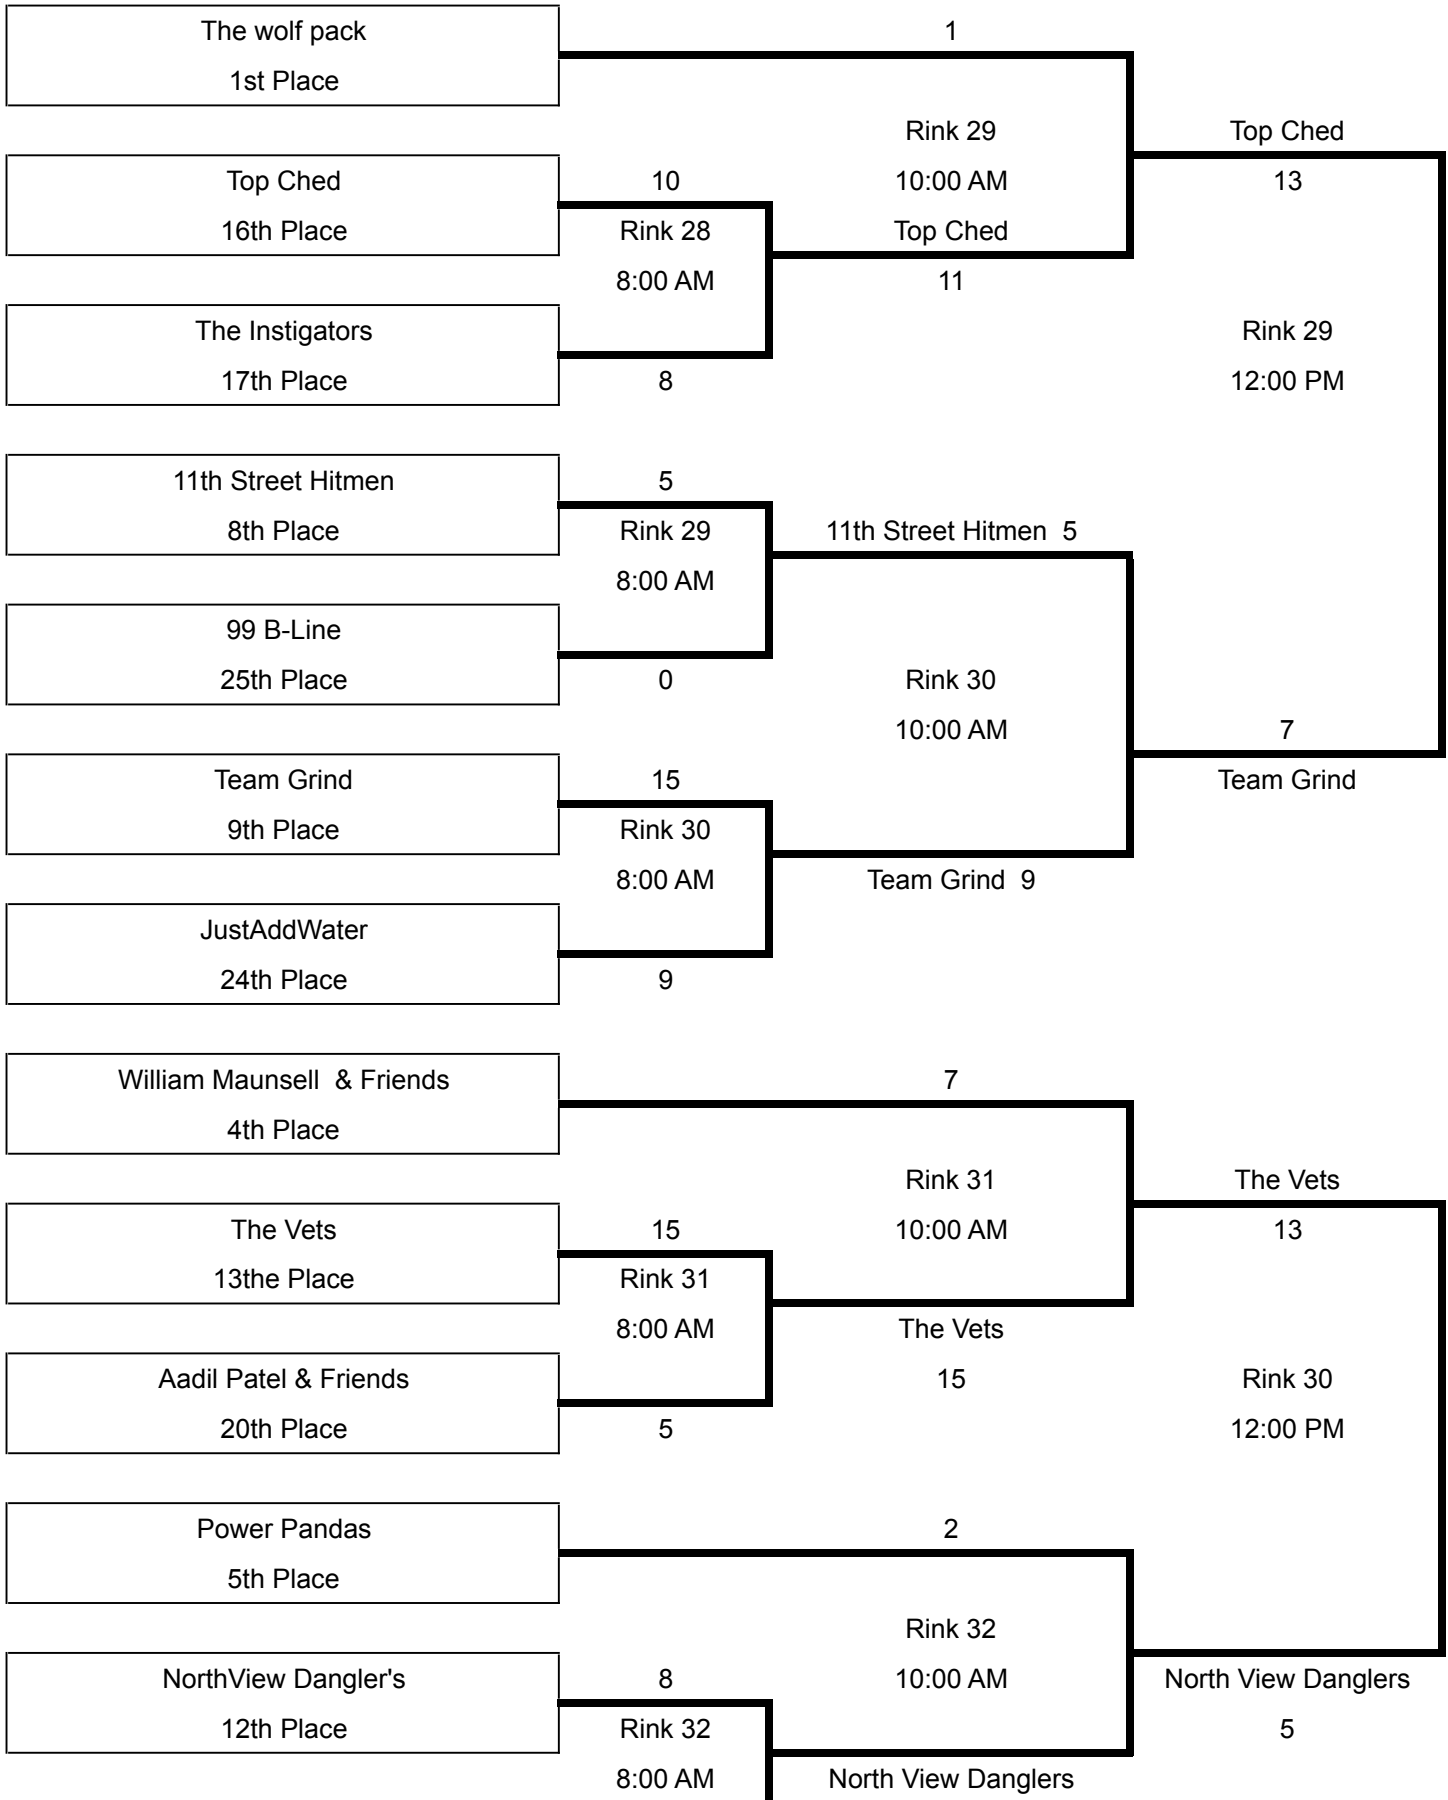 The wolf pack
1
1st Place
Rink 29
Top Ched
Top Ched
10
10:00 AM
13
16th Place
Rink 28
Top Ched
8:00 AM
11
The Instigators
Rink 29
17th Place
8
12:00 PM
11th Street Hitmen
5
8th Place
Rink 29
11th Street Hitmen  5
8:00 AM
99 B-Line
25th Place
0
Rink 30
10:00 AM
7
Team Grind
15
Team Grind
9th Place
Rink 30
8:00 AM
Team Grind  9
JustAddWater
24th Place
9
William Maunsell  & Friends
7
4th Place
Rink 31
The Vets
The Vets
15
10:00 AM
13
13the Place
Rink 31
8:00 AM
The Vets
Aadil Patel & Friends
15
Rink 30
20th Place
5
12:00 PM
Power Pandas
2
5th Place
Rink 32
NorthView Dangler's
8
10:00 AM
North View Danglers
12th Place
Rink 32
5
8:00 AM
North View Danglers